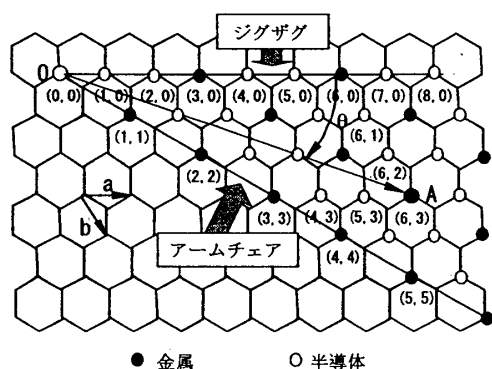 ジグザグ
O
(0, 0) (1, 0) (2, 0) (3, 0) (4, 0) (5, 0) (6, 0) (7, 0) (8, 0)
θ
(1, 1) (6, 1)
(2, 2) (6, 2)
a
A
(3, 3) (4, 3) (5, 3) (6, 3)
b
アームチェア
(4, 4)
(5, 5)
● 金属 ○ 半導体